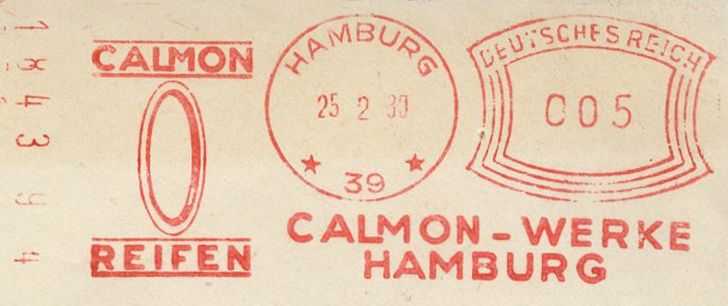 CALMON
REIFEN
HAMBURG
25 2 30
39
DEUTSCHES REICH
005
CALMON-WERKE
HAMBURG